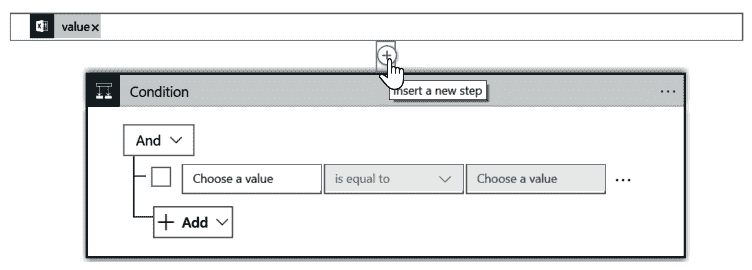 value ×
Insert a new step
Condition ...
And
Choose a value is equal to Choose a value ...
+ Add